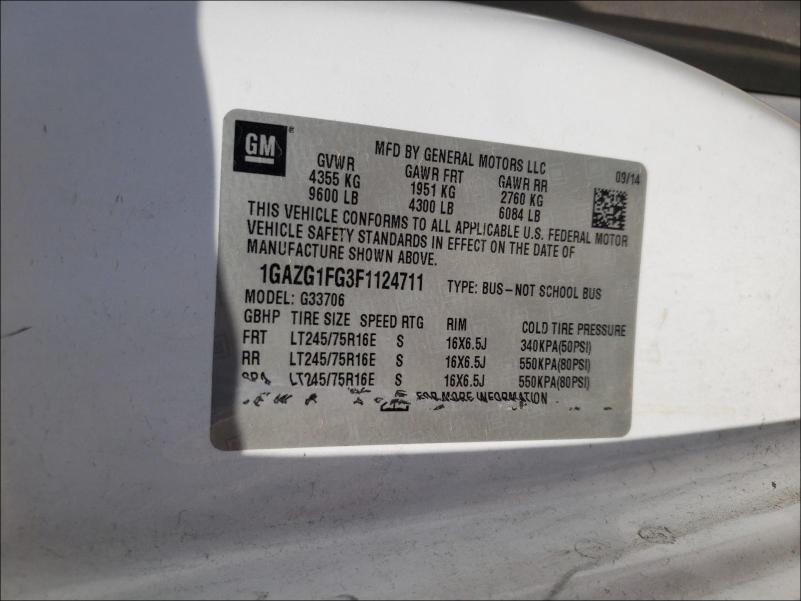 GM
MFD BY GENERAL MOTORS LLC
09/14
GVWR GAWR FRT GAWR RR
4355 KG 1951 KG 2760 KG
9600 LB 4300 LB 6084 LB
THIS VEHICLE CONFORMS TO ALL APPLICABLE U.S. FEDERAL MOTOR
VEHICLE SAFETY STANDARDS IN EFFECT ON THE DATE OF
MANUFACTURE SHOWN ABOVE.
1GAZG1FG3F1124711 TYPE: BUS-NOT SCHOOL BUS
MODEL: G33706
GBHP TIRE SIZE SPEED RTG RIM COLD TIRE PRESSURE
FRT LT245/75R16E S 16X6.5J 340KPA(50PSI)
RR LT245/75R16E S 16X6.5J 550KPA(80PSI)
LT245/75R16E S 16X6.5J 550KPA(80PSI)
FOR MORE INFORMATION